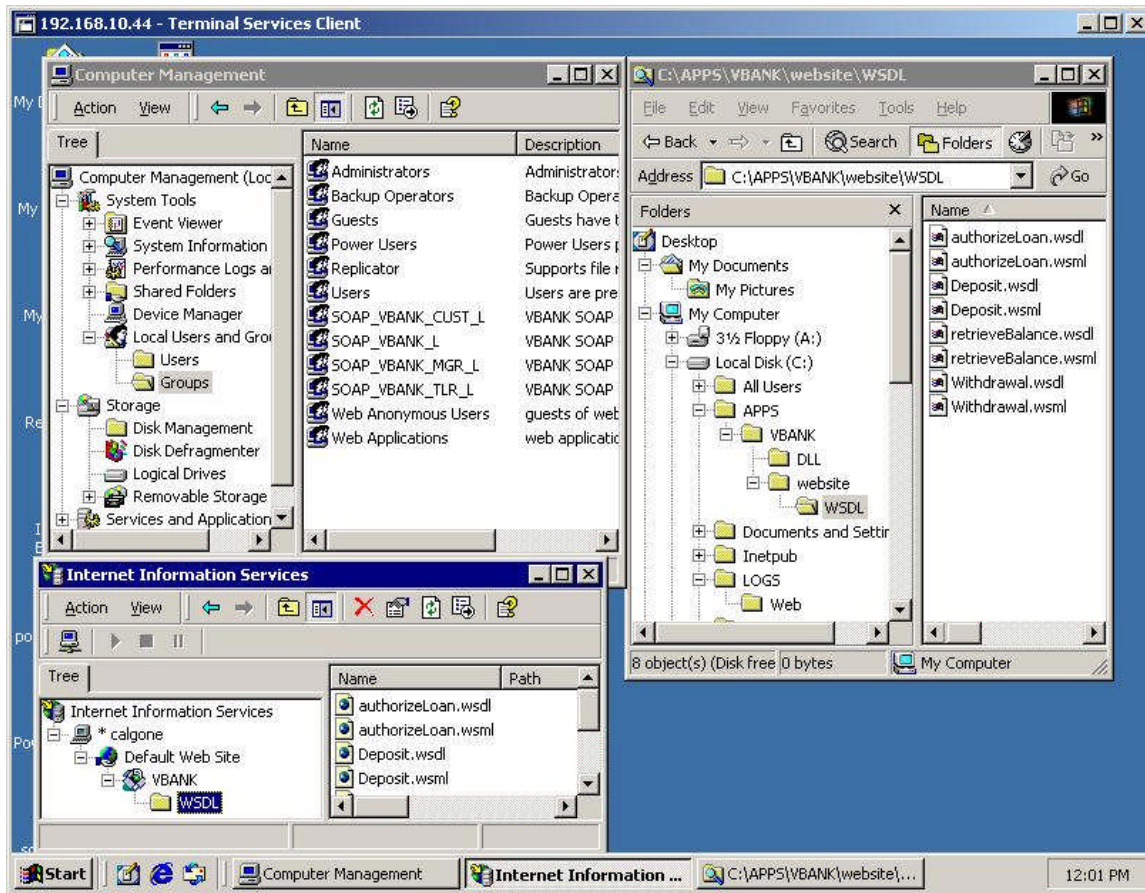 192.168.10.44 - Terminal Services Client
Computer Management
Action View
Tree
Name Description
Computer Management (Loc
System Tools
Event Viewer
System Information
Performance Logs a
Shared Folders
Device Manager
Local Users and Gro
Users
Groups
Storage
Disk Management
Disk Defragmenter
Logical Drives
Removable Storage
Services and Application
Administrators Administrator
Backup Operators Backup Opera
Guests Guests have t
Power Users Power Users p
Replicator Supports file r
Users Users are pre
SOAP_VBANK_CUST_L VBANK SOAP
SOAP_VBANK_L VBANK SOAP
SOAP_VBANK_MGR_L VBANK SOAP
SOAP_VBANK_TLR_L VBANK SOAP
Web Anonymous Users guests of web
Web Applications web applicatio
C:\APPS\VBANK\website\WSDL
File Edit View Favorites Tools Help
Back Search Folders »
Address C:\APPS\VBANK\website\WSDL Go
Folders
Desktop
My Documents
My Pictures
My Computer
3½ Floppy (A:)
Local Disk (C:)
All Users
APPS
VBANK
DLL
website
WSDL
Documents and Settir
Inetpub
LOGS
Web
Name
authorizeLoan.wsdl
authorizeLoan.wsml
Deposit.wsdl
Deposit.wsml
retrieveBalance.wsdl
retrieveBalance.wsml
Withdrawal.wsdl
Withdrawal.wsml
8 object(s) (Disk free 0 bytes My Computer
Internet Information Services
Action View
Tree
Name Path
Internet Information Services
* calgone
Default Web Site
VBANK
WSDL
authorizeLoan.wsdl
authorizeLoan.wsml
Deposit.wsdl
Deposit.wsml
My
My
My
Start Computer Management Internet Information ... C:\APPS\VBANK\website\... 12:01 PM